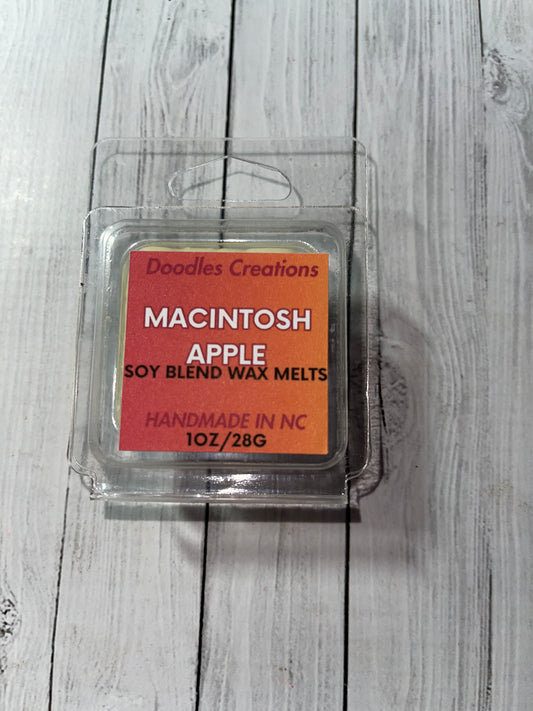 Doodles Creations
MACINTOSH
APPLE
SOY BLEND WAX MELTS
HANDMADE IN NC
1OZ/28G